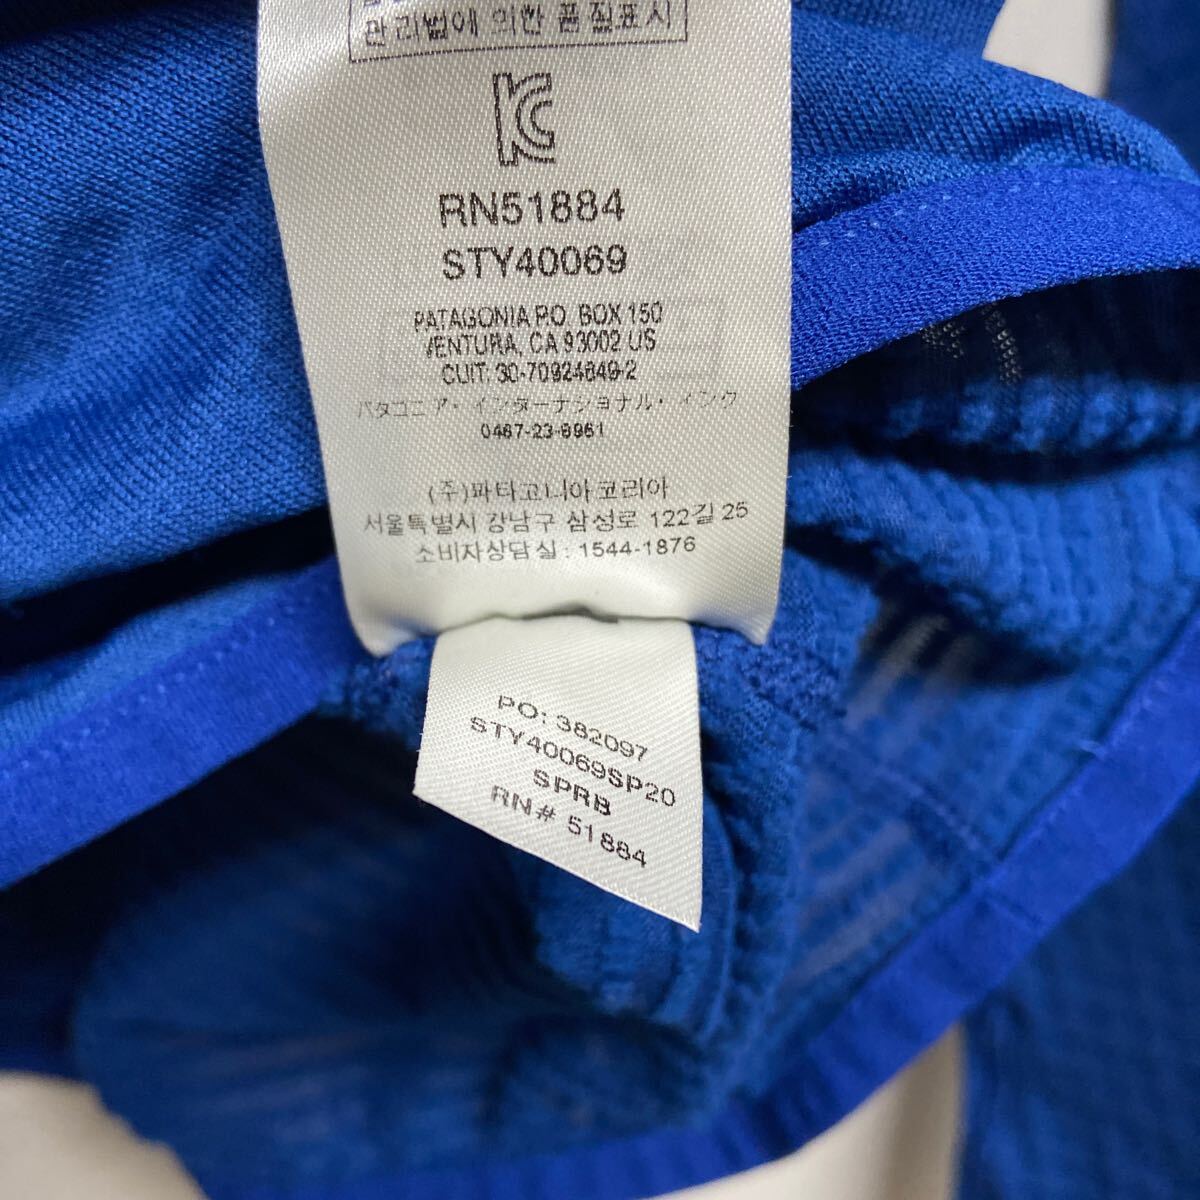 관리법에 의한 품질표시
KC
RN51884
STY40069
PATAGONIA P.O. BOX 150
VENTURA, CA 93002 US
CUIT: 30-70924849-2
パタゴニア・インターナショナル・インク
0467-23-8961
(주)파타고니아코리아
서울특별시 강남구 삼성로 122길 25
소비자상담실 : 1544-1876
PO: 382097
STY40069SP20
SPRB
RN# 51884